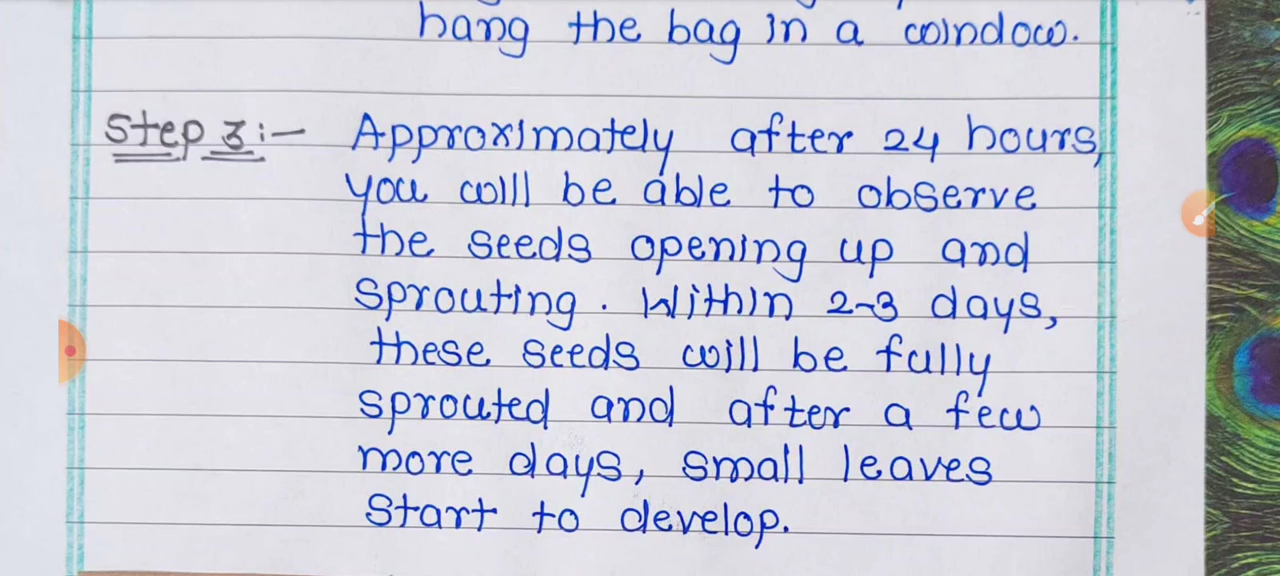 hang the bag in a window.
Step 3:- Approximately after 24 hours,
you will be able to observe
the seeds opening up and
sprouting. Within 2-3 days,
these seeds will be fully
sprouted and after a few
more days, small leaves
start to develop.